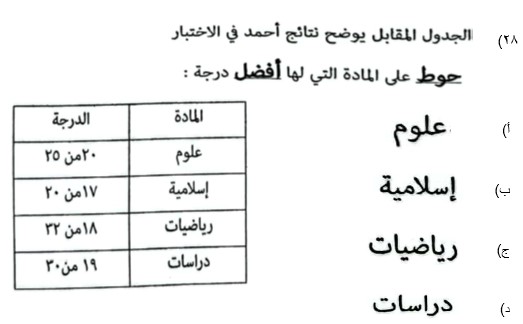 ٢٨) الجدول المقابل يوضح نتائج أحمد في الاختبار
حوط على المادة التي لها أفضل درجة :
أ) علوم
ب) إسلامية
ج) رياضيات
د) دراسات
المادة الدرجة
علوم ٢٠من ٢٥
إسلامية ١٧من ٢٠
رياضيات ١٨من ٣٢
دراسات ١٩ من٣٠